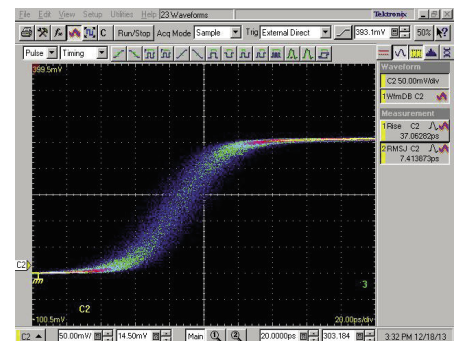 File Edit View Setup Utilities Help 23 Waveforms Tektronix
C Run/Stop Acq Mode Sample Trig External Direct 393.1mV 50%
Pulse Timing
399.5mV
Waveform
C2 50.00mV/div
1 WfmDB C2
Measurement
1 Rise C2
37.06282ps
2 RMSJ C2
7.413873ps
C2
3
C2
-100.5mV 20.00ps/div
C2 50.00mV 14.50mV Main 1 2 20.0000ps 303.184 3:32 PM 12/18/13